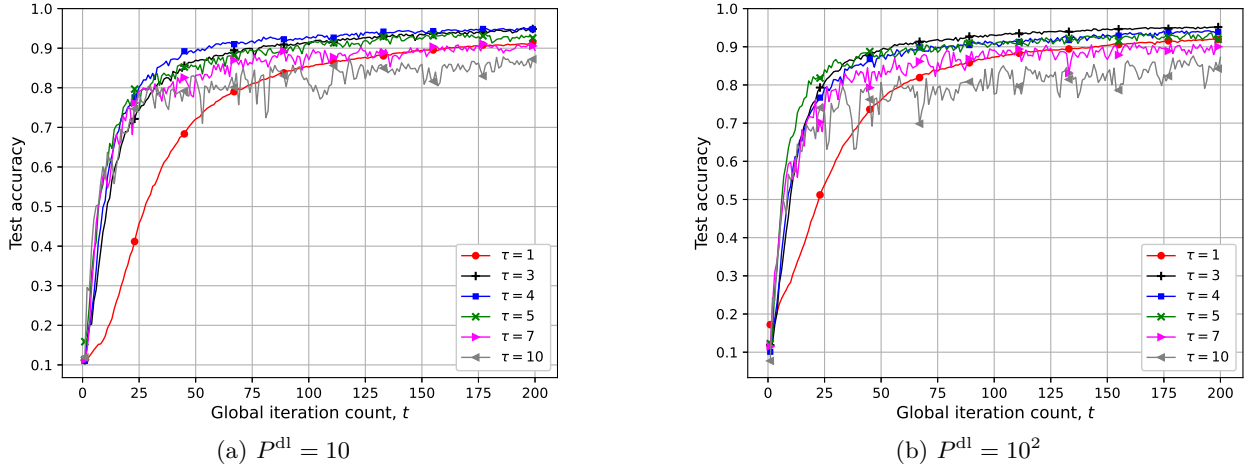 1.0
0.9
0.8
0.7
0.6
0.5
0.4
0.3
0.2
0.1
Test accuracy
0 25 50 75 100 125 150 175 200
Global iteration count, t
τ = 1
τ = 3
τ = 4
τ = 5
τ = 7
τ = 10
(a) P^dl = 10
1.0
0.9
0.8
0.7
0.6
0.5
0.4
0.3
0.2
0.1
Test accuracy
0 25 50 75 100 125 150 175 200
Global iteration count, t
τ = 1
τ = 3
τ = 4
τ = 5
τ = 7
τ = 10
(b) P^dl = 10^2